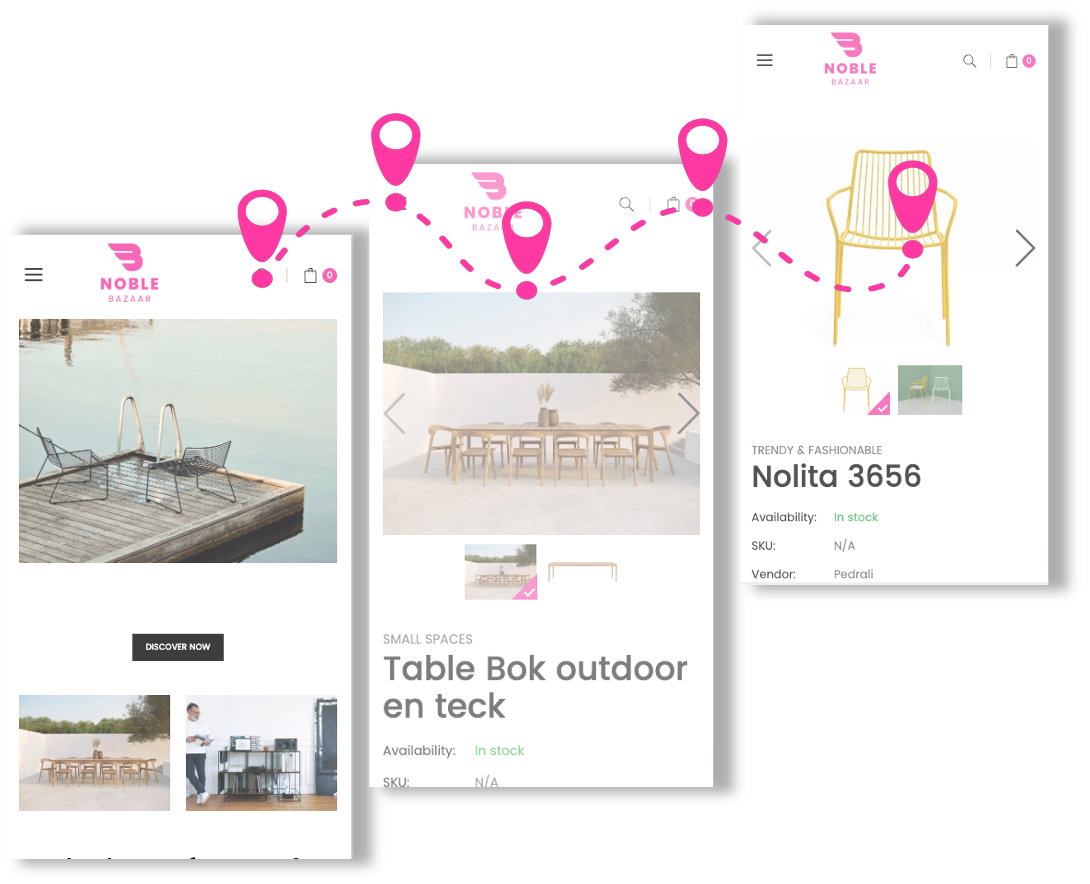 NOBLE
BAZAAR
0
DISCOVER NOW
NOBLE
SMALL SPACES
Table Bok outdoor
en teck
Availability: In stock
SKU: N/A
NOBLE
BAZAAR
0
TRENDY & FASHIONABLE
Nolita 3656
Availability: In stock
SKU: N/A
Vendor: Pedrali